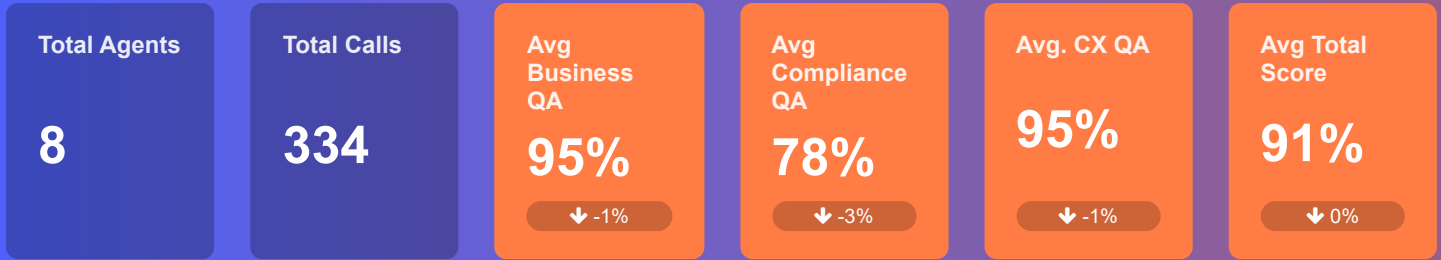 Total Agents
8
Total Calls
334
Avg
Business
QA
95%
-1%
Avg
Compliance
QA
78%
-3%
Avg. CX QA
95%
-1%
Avg Total
Score
91%
0%